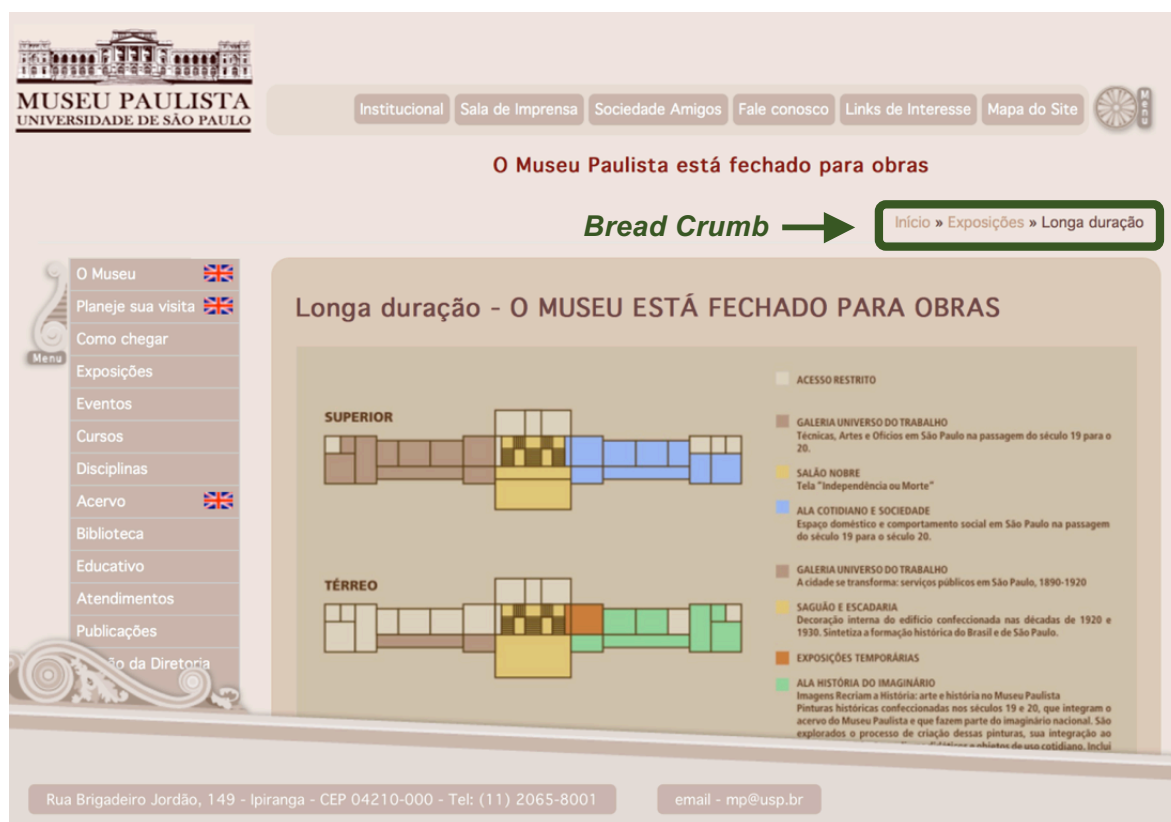 MUSEU PAULISTA
UNIVERSIDADE DE SÃO PAULO
Institucional Sala de Imprensa Sociedade Amigos Fale conosco Links de Interesse Mapa do Site Menu
O Museu Paulista está fechado para obras
Bread Crumb
Início » Exposições » Longa duração
Menu
O Museu
Planeje sua visita
Como chegar
Exposições
Eventos
Cursos
Disciplinas
Acervo
Biblioteca
Educativo
Atendimentos
Publicações
da Diretoria
Longa duração - O MUSEU ESTÁ FECHADO PARA OBRAS
SUPERIOR
TÉRREO
ACESSO RESTRITO
GALERIA UNIVERSO DO TRABALHO
Técnicas, Artes e Ofícios em São Paulo na passagem do século 19 para o
20.
SALÃO NOBRE
Tela "Independência ou Morte"
ALA COTIDIANO E SOCIEDADE
Espaço doméstico e comportamento social em São Paulo na passagem
do século 19 para o século 20.
GALERIA UNIVERSO DO TRABALHO
A cidade se transforma: serviços públicos em São Paulo, 1890-1920
SAGUÃO E ESCADARIA
Decoração interna do edifício confeccionada nas décadas de 1920 e
1930. Sintetiza a formação histórica do Brasil e de São Paulo.
EXPOSIÇÕES TEMPORÁRIAS
ALA HISTÓRIA DO IMAGINÁRIO
Imagens Recriam a História: arte e história no Museu Paulista
Pinturas históricas confeccionadas nos séculos 19 e 20, que integram o
acervo do Museu Paulista e que fazem parte do imaginário nacional. São
explorados o processo de criação dessas pinturas, sua integração ao
e objetos de uso cotidiano. Inclui
Rua Brigadeiro Jordão, 149 - Ipiranga - CEP 04210-000 - Tel: (11) 2065-8001
email - mp@usp.br